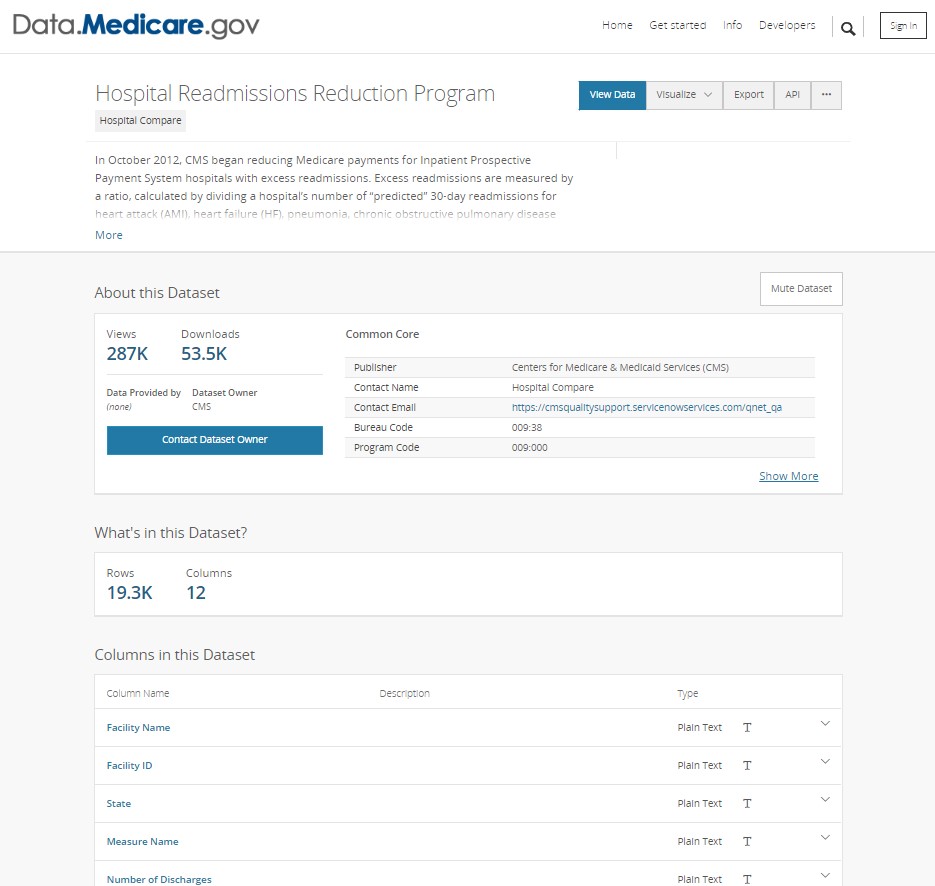 Data.Medicare.gov
Home Get started Info Developers Sign In
Hospital Readmissions Reduction Program
View Data Visualize Export API ...
Hospital Compare
In October 2012, CMS began reducing Medicare payments for Inpatient Prospective
Payment System hospitals with excess readmissions. Excess readmissions are measured by
a ratio, calculated by dividing a hospital’s number of “predicted” 30-day readmissions for
heart attack (AMI), heart failure (HF), pneumonia, chronic obstructive pulmonary disease
More
About this Dataset
Mute Dataset
Views Downloads
287K 53.5K
Data Provided by Dataset Owner
(none) CMS
Contact Dataset Owner
Common Core
Publisher Centers for Medicare & Medicaid Services (CMS)
Contact Name Hospital Compare
Contact Email https://cmsqualitysupport.servicenowservices.com/qnet_qa
Bureau Code 009:38
Program Code 009:000
Show More
What's in this Dataset?
Rows Columns
19.3K 12
Columns in this Dataset
Column Name Description Type
Facility Name Plain Text T
Facility ID Plain Text T
State Plain Text T
Measure Name Plain Text T
Number of Discharges Plain Text T